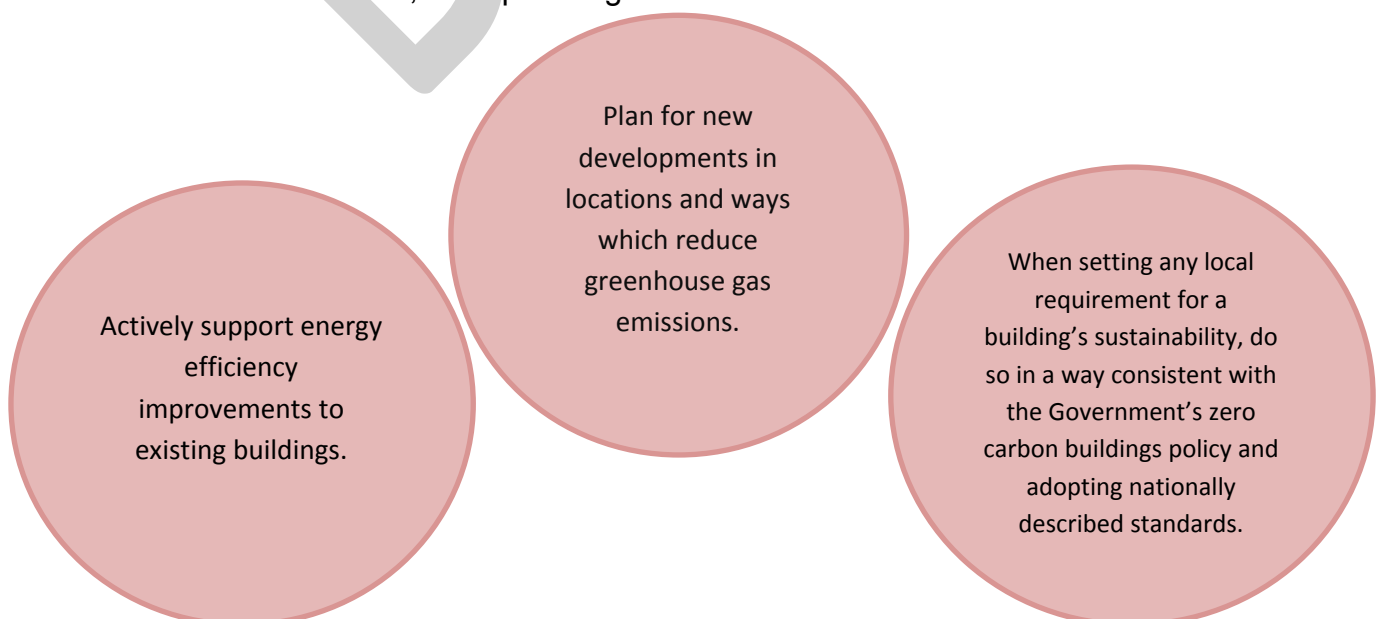 Actively support energy
efficiency
improvements to
existing buildings.
Plan for new
developments in
locations and ways
which reduce
greenhouse gas
emissions.
When setting any local
requirement for a
building’s sustainability, do
so in a way consistent with
the Government’s zero
carbon buildings policy and
adopting nationally
described standards.